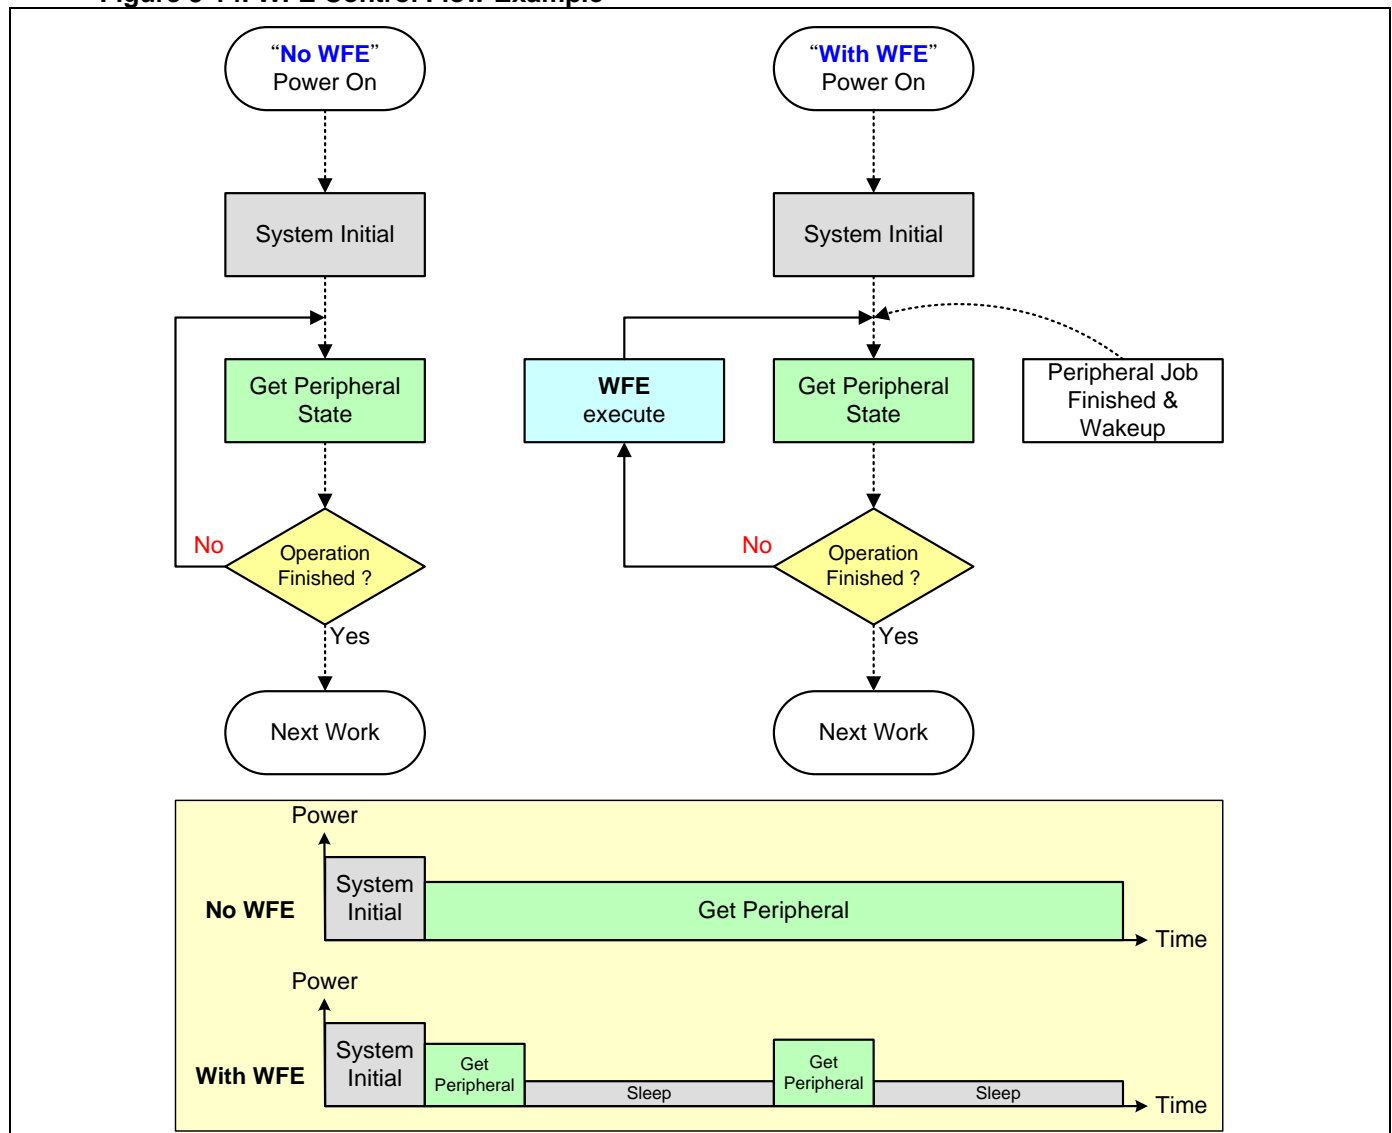 “No WFE”
Power On
System Initial
Get Peripheral
State
No
Operation
Finished ?
Yes
Next Work
“With WFE”
Power On
System Initial
WFE
execute
Get Peripheral
State
Peripheral Job
Finished &
Wakeup
No
Operation
Finished ?
Yes
Next Work
Power
No WFE
System
Initial
Get Peripheral
Time
Power
With WFE
System
Initial
Get
Peripheral
Sleep
Get
Peripheral
Sleep
Time